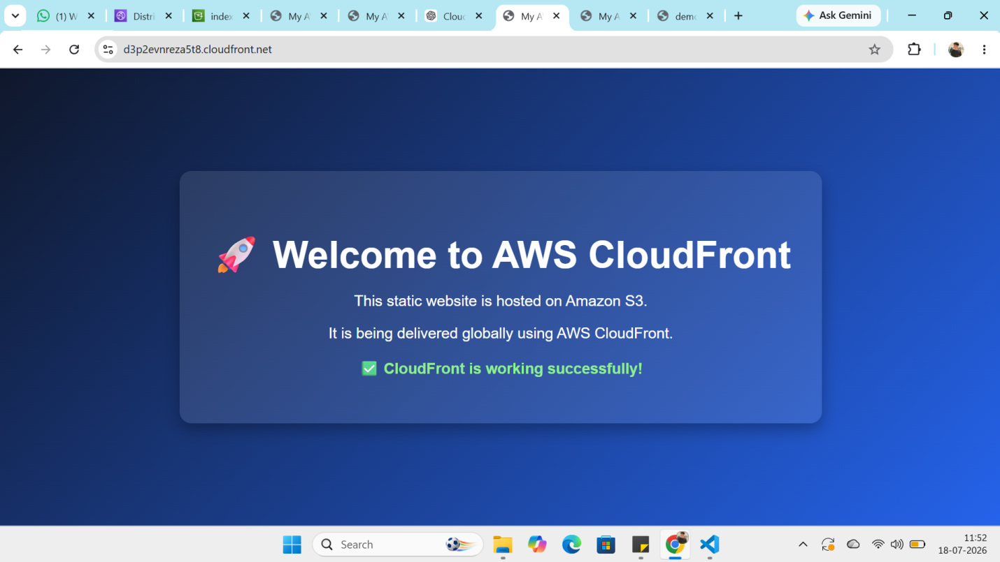 (1) W
Distri
index
My A
My A
Clouc
My A
My A
demo
Ask Gemini
d3p2evnreza5t8.cloudfront.net
🚀 Welcome to AWS CloudFront
This static website is hosted on Amazon S3.
It is being delivered globally using AWS CloudFront.
✅ CloudFront is working successfully!
Search
11:52
18-07-2026